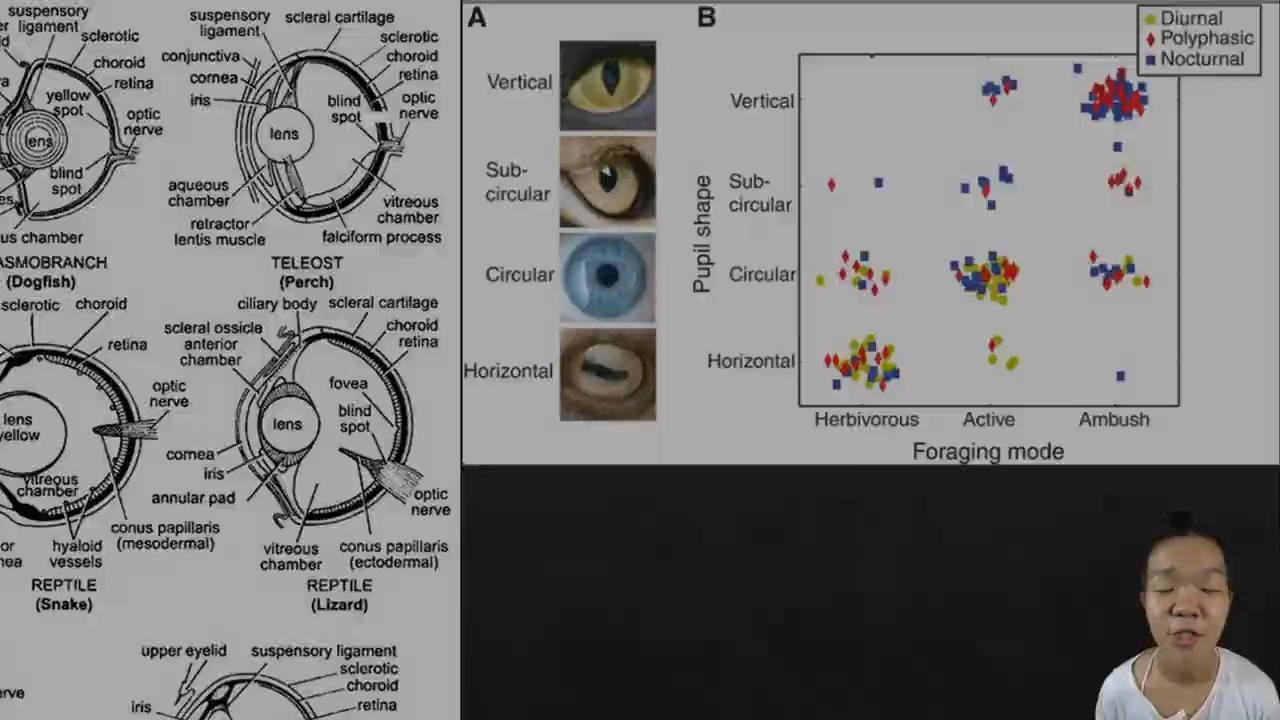 suspensory
ligament
sclerotic
choroid
retina
yellow
spot
optic
nerve
lens
blind
spot
chamber
(Dogfish)
suspensory
ligament
scleral cartilage
conjunctiva
sclerotic
cornea
choroid
iris
retina
blind
spot
optic
nerve
lens
aqueous
chamber
retractor
lentis muscle
vitreous
chamber
falciform process
TELEOST
(Perch)
sclerotic
choroid
retina
optic
nerve
lens
yellow
vitreous
chamber
hyaloid
vessels
conus papillaris
(mesodermal)
REPTILE
(Snake)
ciliary body
scleral cartilage
scleral ossicle
anterior
chamber
choroid
retina
fovea
blind
spot
lens
cornea
iris
annular pad
optic
nerve
vitreous
chamber
conus papillaris
(ectodermal)
REPTILE
(Lizard)
upper eyelid
suspensory ligament
sclerotic
choroid
iris
retina
A
Vertical
Sub-
circular
Circular
Horizontal
B
Diurnal
Polyphasic
Nocturnal
Pupil shape
Vertical
Sub-
circular
Circular
Horizontal
Herbivorous
Active
Ambush
Foraging mode